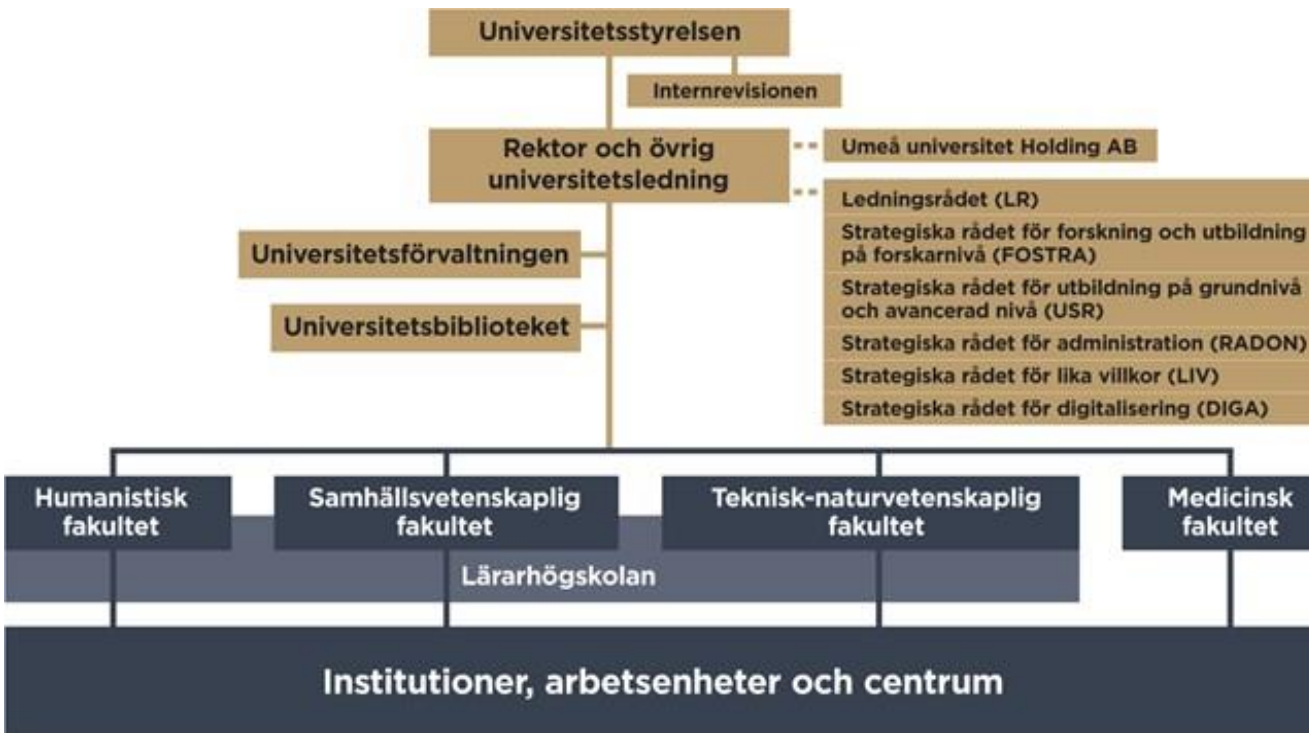 Universitetsstyrelsen
Internrevisionen
Rektor och övrig
universitetsledning
Umeå universitet Holding AB
Ledningsrådet (LR)
Strategiska rådet för forskning och utbildning
på forskarnivå (FOSTRA)
Strategiska rådet för utbildning på grundnivå
och avancerad nivå (USR)
Strategiska rådet för administration (RADON)
Strategiska rådet för lika villkor (LIV)
Strategiska rådet för digitalisering (DIGA)
Universitetsförvaltningen
Universitetsbiblioteket
Humanistisk
fakultet
Samhällsvetenskaplig
fakultet
Teknisk-naturvetenskaplig
fakultet
Medicinsk
fakultet
Lärarhögskolan
Institutioner, arbetsenheter och centrum